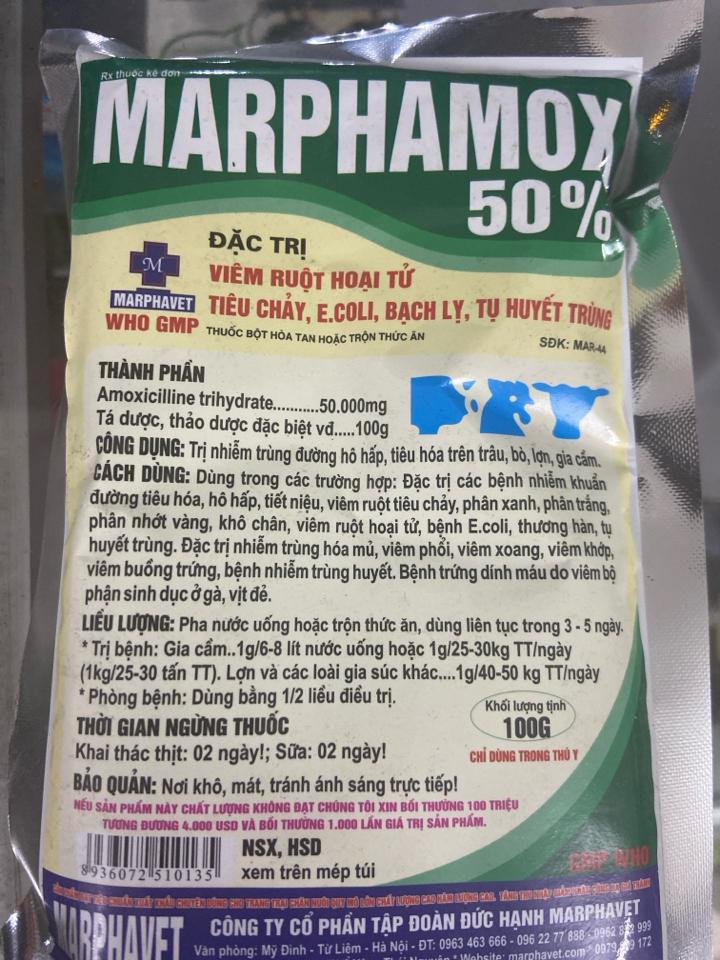 Rx thuốc kê đơn
MARPHAMOX
50%
ĐẶC TRỊ
VIÊM RUỘT HOẠI TỬ
TIÊU CHẢY, E.COLI, BẠCH LỴ, TỤ HUYẾT TRÙNG
M
MARPHAVET
WHO GMP
THUỐC BỘT HÒA TAN HOẶC TRỘN THỨC ĂN
SĐK: MAR-44
THÀNH PHẦN
Amoxicilline trihydrate...........50.000mg
Tá dược, thảo dược đặc biệt vđ.....100g
CÔNG DỤNG: Trị nhiễm trùng đường hô hấp, tiêu hóa trên trâu, bò, lợn, gia cầm.
CÁCH DÙNG: Dùng trong các trường hợp: Đặc trị các bệnh nhiễm khuẩn
đường tiêu hóa, hô hấp, tiết niệu, viêm ruột tiêu chảy, phân xanh, phân trắng,
phân nhớt vàng, khô chân, viêm ruột hoại tử, bệnh E.coli, thương hàn, tụ
huyết trùng. Đặc trị nhiễm trùng hóa mủ, viêm phổi, viêm xoang, viêm khớp,
viêm buồng trứng, bệnh nhiễm trùng huyết. Bệnh trứng dính máu do viêm bộ
phận sinh dục ở gà, vịt đẻ.
LIỀU LƯỢNG: Pha nước uống hoặc trộn thức ăn, dùng liên tục trong 3 - 5 ngày.
* Trị bệnh: Gia cầm..1g/6-8 lít nước uống hoặc 1g/25-30kg TT/ngày
(1kg/25-30 tấn TT). Lợn và các loài gia súc khác....1g/40-50 kg TT/ngày
* Phòng bệnh: Dùng bằng 1/2 liều điều trị.
Khối lượng tịnh
100G
THỜI GIAN NGỪNG THUỐC
Khai thác thịt: 02 ngày!; Sữa: 02 ngày!
CHỈ DÙNG TRONG THÚ Y
BẢO QUẢN: Nơi khô, mát, tránh ánh sáng trực tiếp!
NẾU SẢN PHẨM NÀY CHẤT LƯỢNG KHÔNG ĐẠT CHÚNG TÔI XIN BỒI THƯỜNG 100 TRIỆU
TƯƠNG ĐƯƠNG 4.000 USD VÀ BỒI THƯỜNG 1.000 LẦN GIÁ TRỊ SẢN PHẨM.
NSX, HSD
xem trên mép túi
8 936072 510135
GMP WHO
MARPHAVET
CÔNG TY CỔ PHẦN TẬP ĐOÀN ĐỨC HẠNH MARPHAVET
Văn phòng: Mỹ Đình - Từ Liêm - Hà Nội - ĐT: 0963 463 666 - 096 22 77 888 - 0962 999
Website: marphavet.com